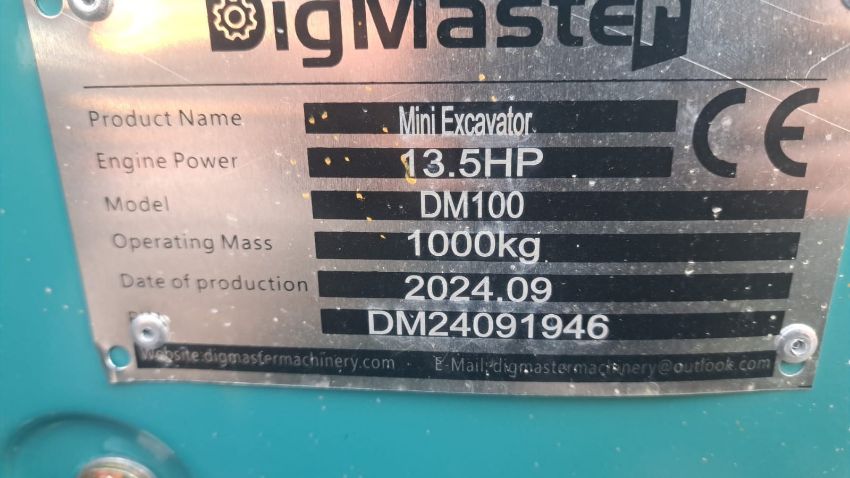 DigMaster
Product Name Mini Excavator
Engine Power 13.5HP
Model DM100
Operating Mass 1000kg
Date of production 2024.09
DM24091946
Website:digmastermachinery.com E-Mail:digmastermachinery@outlook.com
CE